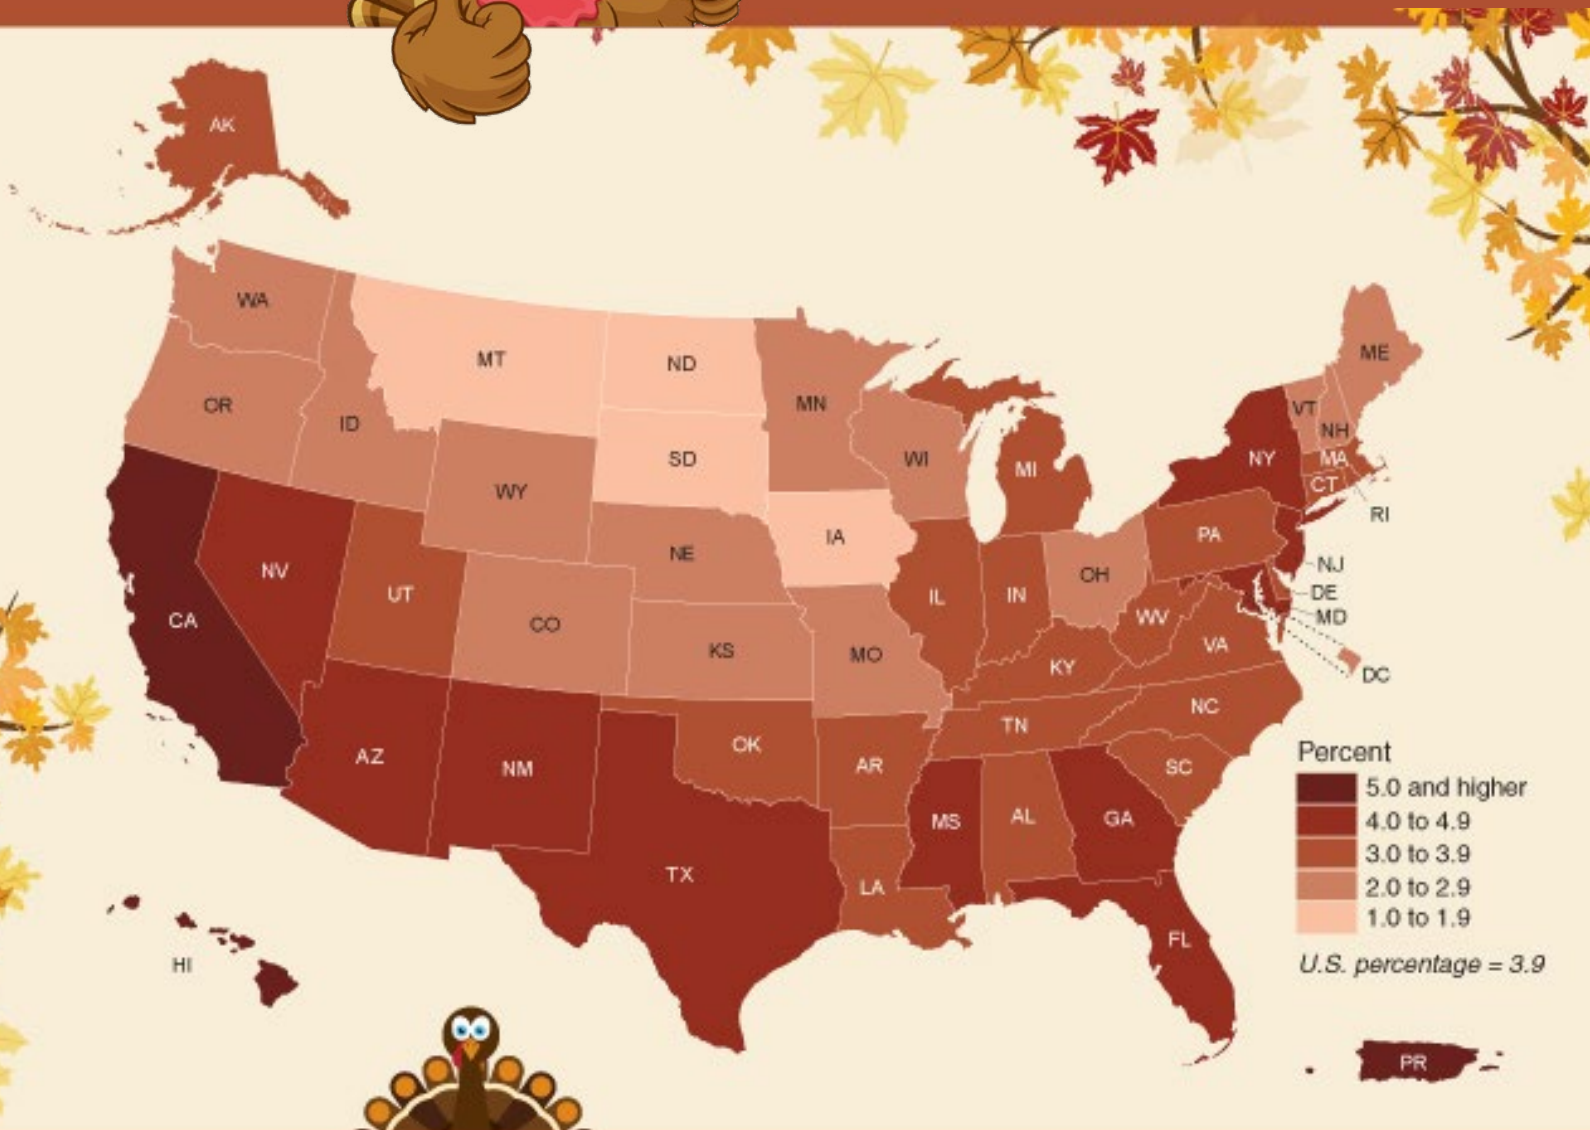 AK
WA
MT
ND
MN
ME
OR
ID
VT
NH
SD
WI
MI
NY
MA
WY
CT
RI
IA
NE
PA
NV
OH
NJ
UT
IL
IN
DE
CA
CO
WV
MD
KS
MO
VA
KY
DC
NC
TN
OK
AZ
NM
AR
SC
MS
AL
GA
TX
LA
FL
HI
Percent
5.0 and higher
4.0 to 4.9
3.0 to 3.9
2.0 to 2.9
1.0 to 1.9
U.S. percentage = 3.9
PR